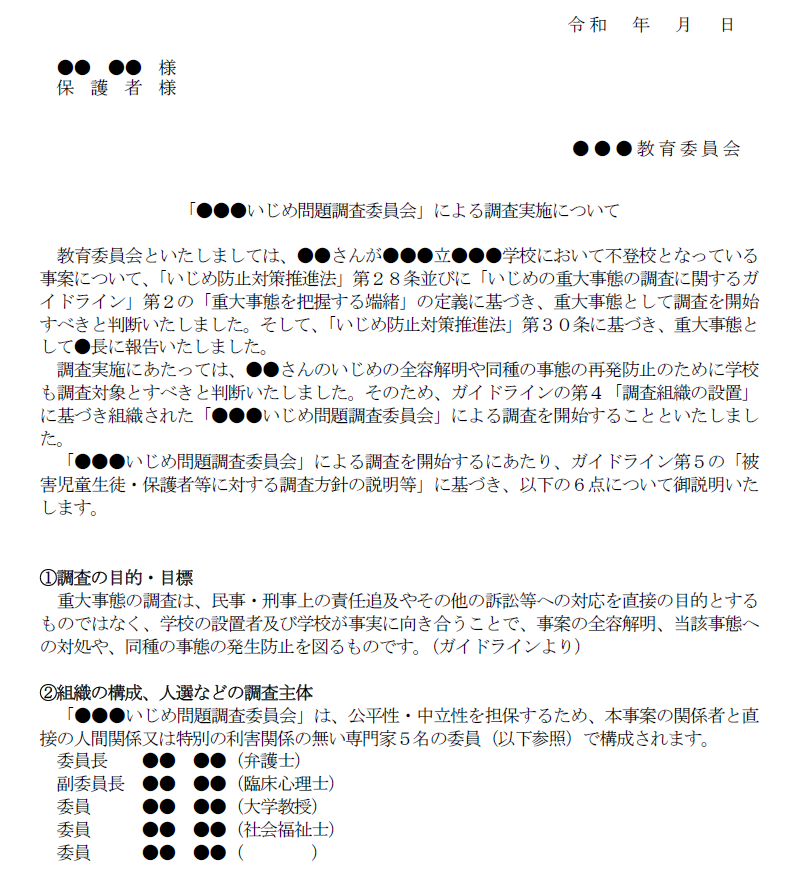 令和　年　月　日
●●　●●　様
保　護　者　様
●●●教育委員会
「●●●いじめ問題調査委員会」による調査実施について
教育委員会といたしましては、●●さんが●●●立●●●学校において不登校となっている
事案について、「いじめ防止対策推進法」第２８条並びに「いじめの重大事態の調査に関するガ
イドライン」第２の「重大事態を把握する端緒」の定義に基づき、重大事態として調査を開始
すべきと判断いたしました。そして、「いじめ防止対策推進法」第３０条に基づき、重大事態と
して●長に報告いたしました。
調査実施にあたっては、●●さんのいじめの全容解明や同種の事態の再発防止のために学校
も調査対象とすべきと判断いたしました。そのため、ガイドラインの第４「調査組織の設置」
に基づき組織された「●●●いじめ問題調査委員会」による調査を開始することといたしまし
た。
「●●●いじめ問題調査委員会」による調査を開始するにあたり、ガイドライン第５の「被
害児童生徒・保護者等に対する調査方針の説明等」に基づき、以下の６点について御説明いた
します。
①調査の目的・目標
重大事態の調査は、民事・刑事上の責任追及やその他の訴訟等への対応を直接の目的とする
ものではなく、学校の設置者及び学校が事実に向き合うことで、事案の全容解明、当該事態へ
の対処や、同種の事態の発生防止を図るものです。（ガイドラインより）
②組織の構成、人選などの調査主体
「●●●いじめ問題調査委員会」は、公平性・中立性を担保するため、本事案の関係者と直
接の人間関係又は特別の利害関係の無い専門家５名の委員（以下参照）で構成されます。
委員長　　●●　●●（弁護士）
副委員長　●●　●●（臨床心理士）
委員　　　●●　●●（大学教授）
委員　　　●●　●●（社会福祉士）
委員　　　●●　●●（　　　　）